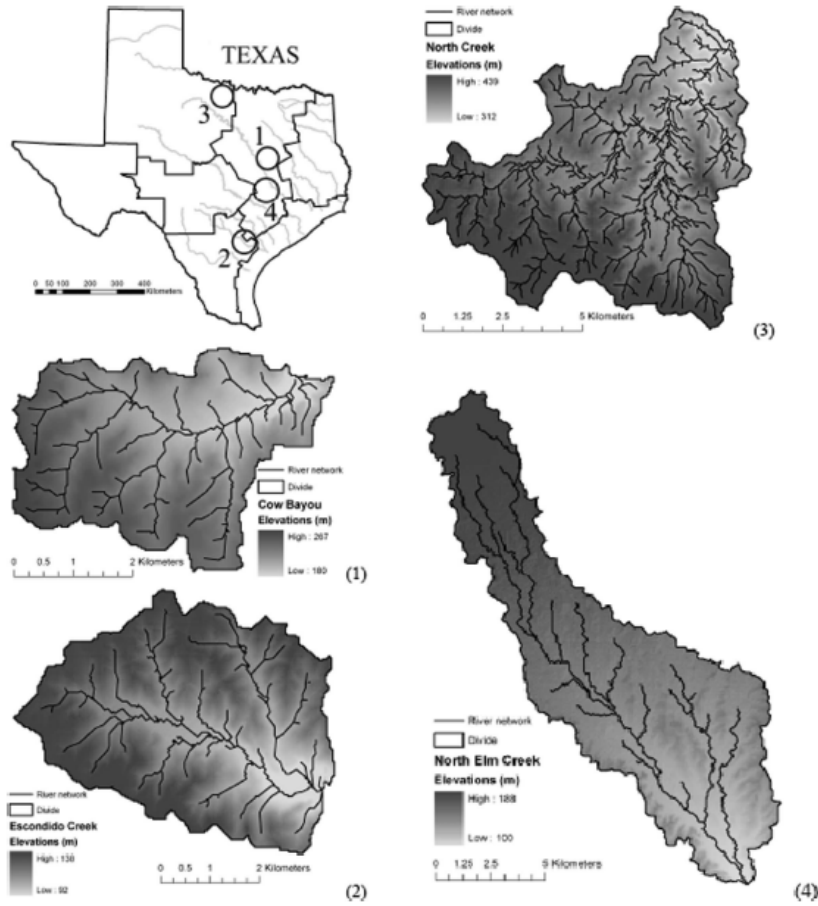 TEXAS
3
1
4
2
0 50 100 200 300 400
Kilometers
River network
Divide
North Creek
Elevations (m)
High : 439
Low : 312
0 1.25 2.5 5 Kilometers
(3)
River network
Divide
Cow Bayou
Elevations (m)
High : 267
Low : 180
0 0.5 1 2 Kilometers
(1)
River network
Divide
Escondido Creek
Elevations (m)
High : 138
Low : 92
0 0.5 1 2 Kilometers
(2)
River network
Divide
North Elm Creek
Elevations (m)
High : 188
Low : 100
0 1.25 2.5 5 Kilometers
(4)